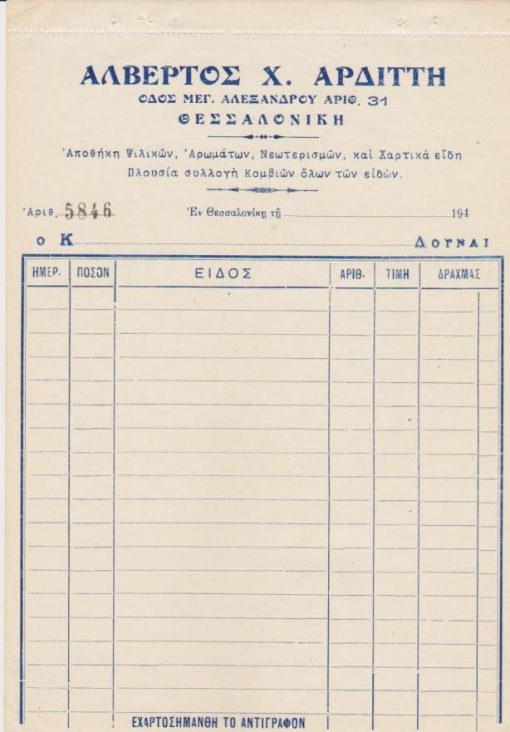 ΑΛΒΕΡΤΟΣ Χ. ΑΡΔΙΤΤΗ
ΟΔΟΣ ΜΕΓ. ΑΛΕΞΑΝΔΡΟΥ ΑΡΙΘ. 31
ΘΕΣΣΑΛΟΝΙΚΗ
Ἀποθήκη Ψιλικῶν, Ἀρωμάτων, Νεωτερισμῶν, καὶ Χαρτικὰ εἴδη
Πλουσία συλλογὴ Κομβιῶν ὅλων τῶν εἰδῶν.
Ἀριθ. 5846 Ἐν Θεσσαλονίκῃ τῇ 194
Ο Κ ΔΟΥΝΑΙ
ΗΜΕΡ. ΠΟΣΟΝ ΕΙΔΟΣ ΑΡΙΘ. ΤΙΜΗ ΔΡΑΧΜΑΣ
ΕΧΑΡΤΟΣΗΜΑΝΘΗ ΤΟ ΑΝΤΙΓΡΑΦΟΝ